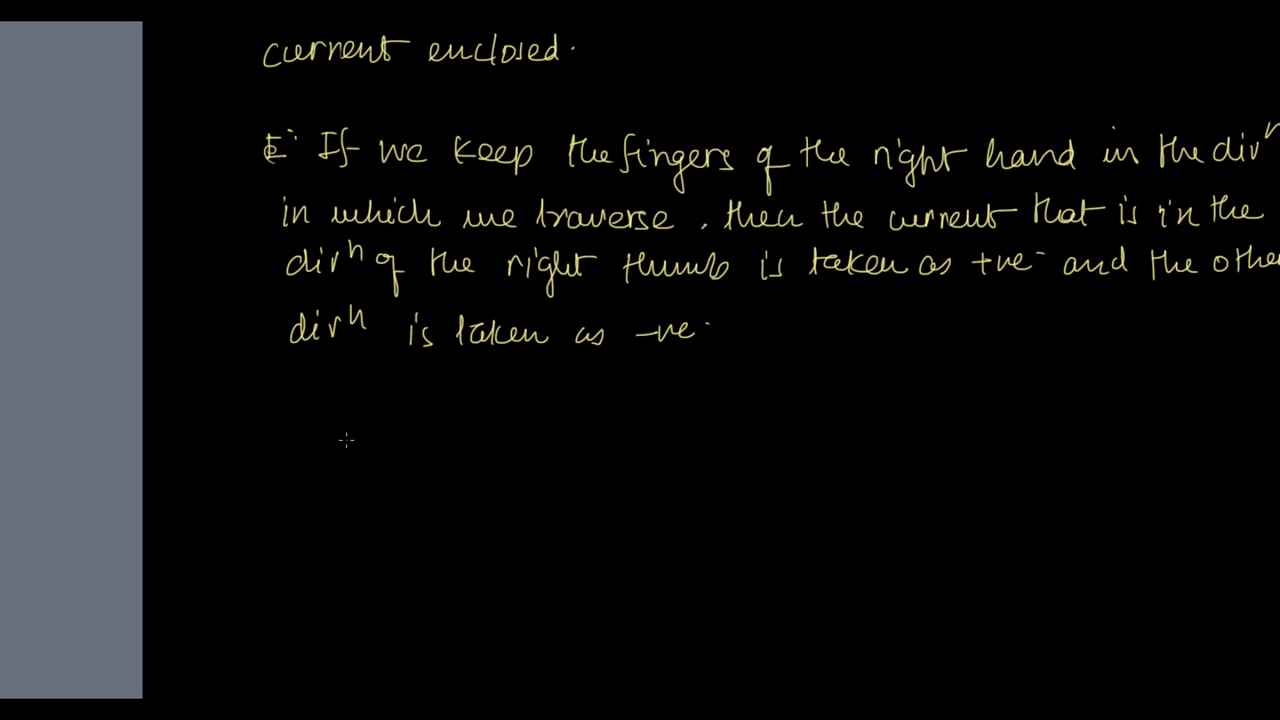 current enclosed.
E. If we keep the fingers of the right hand in the dirⁿ
in which we traverse, then the current that is in the
dirⁿ of the right thumb is taken as +ve and the other
dirⁿ is taken as -ve.